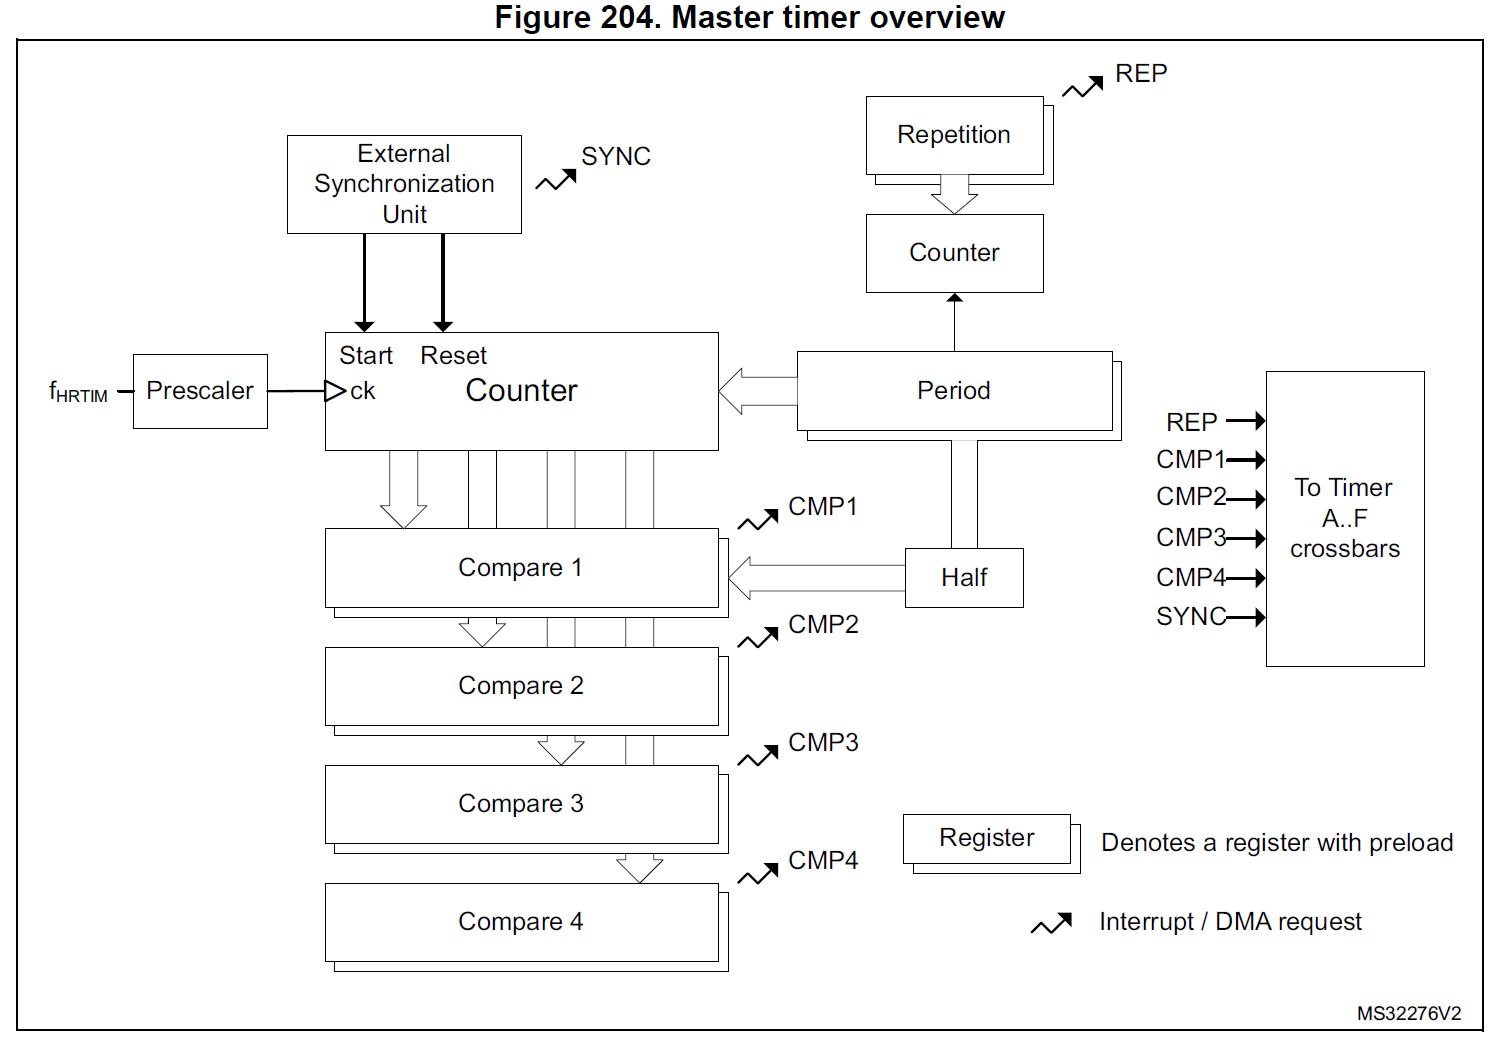 Figure 204. Master timer overview
REP
Repetition
External
Synchronization
Unit
SYNC
Counter
Start Reset
fHRTIM
Prescaler
ck
Counter
Period
REP
CMP1
CMP2
CMP3
CMP4
SYNC
To Timer
A..F
crossbars
CMP1
Compare 1
Half
CMP2
Compare 2
CMP3
Compare 3
Register
Denotes a register with preload
CMP4
Compare 4
Interrupt / DMA request
MS32276V2